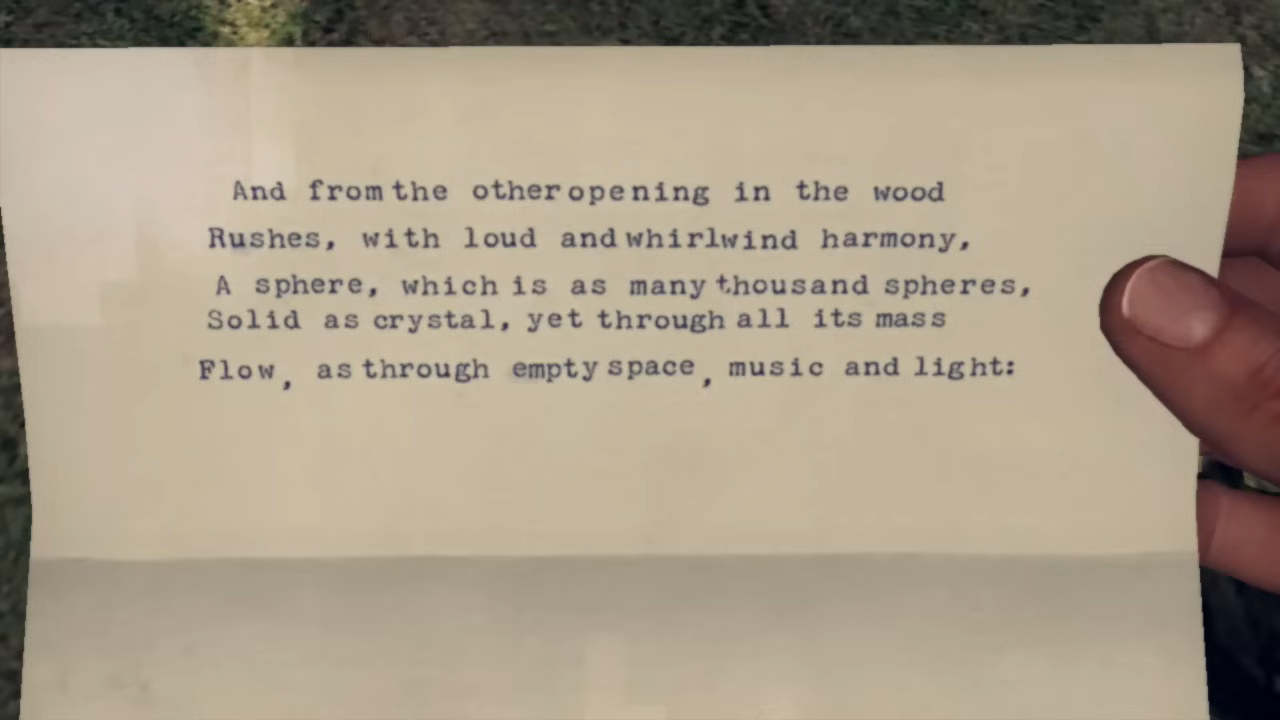 And from the other opening in the wood
Rushes, with loud and whirlwind harmony,
A sphere, which is as many thousand spheres,
Solid as crystal, yet through all its mass
Flow, as through empty space, music and light: